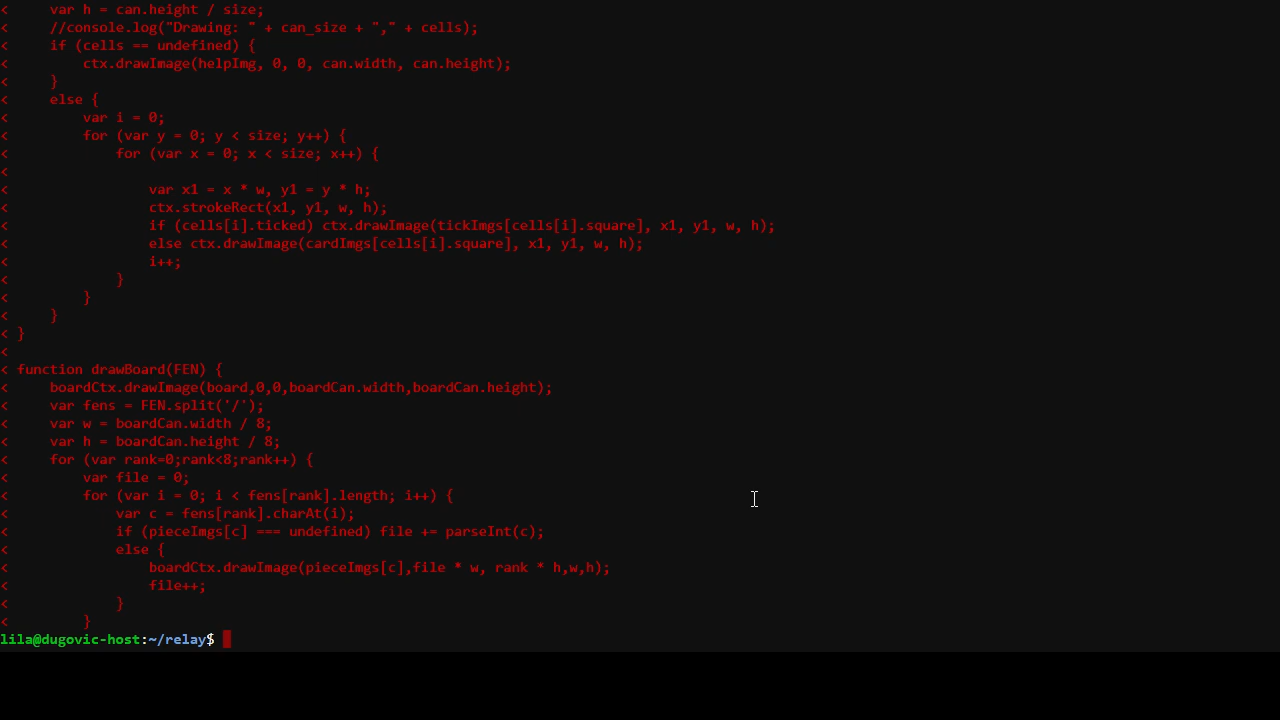 <     var h = can.height / size;
<     //console.log("Drawing: " + can_size + "," + cells);
<     if (cells == undefined) {
<         ctx.drawImage(helpImg, 0, 0, can.width, can.height);
<     }
<     else {
<         var i = 0;
<         for (var y = 0; y < size; y++) {
<             for (var x = 0; x < size; x++) {
<
<                 var x1 = x * w, y1 = y * h;
<                 ctx.strokeRect(x1, y1, w, h);
<                 if (cells[i].ticked) ctx.drawImage(tickImgs[cells[i].square], x1, y1, w, h);
<                 else ctx.drawImage(cardImgs[cells[i].square], x1, y1, w, h);
<                 i++;
<             }
<         }
<     }
< }
<
< function drawBoard(FEN) {
<     boardCtx.drawImage(board,0,0,boardCan.width,boardCan.height);
<     var fens = FEN.split('/');
<     var w = boardCan.width / 8;
<     var h = boardCan.height / 8;
<     for (var rank=0;rank<8;rank++) {
<         var file = 0;
<         for (var i = 0; i < fens[rank].length; i++) {
<             var c = fens[rank].charAt(i);
<             if (pieceImgs[c] === undefined) file += parseInt(c);
<             else {
<                 boardCtx.drawImage(pieceImgs[c],file * w, rank * h,w,h);
<                 file++;
<             }
<         }
lila@dugovic-host:~/relay$